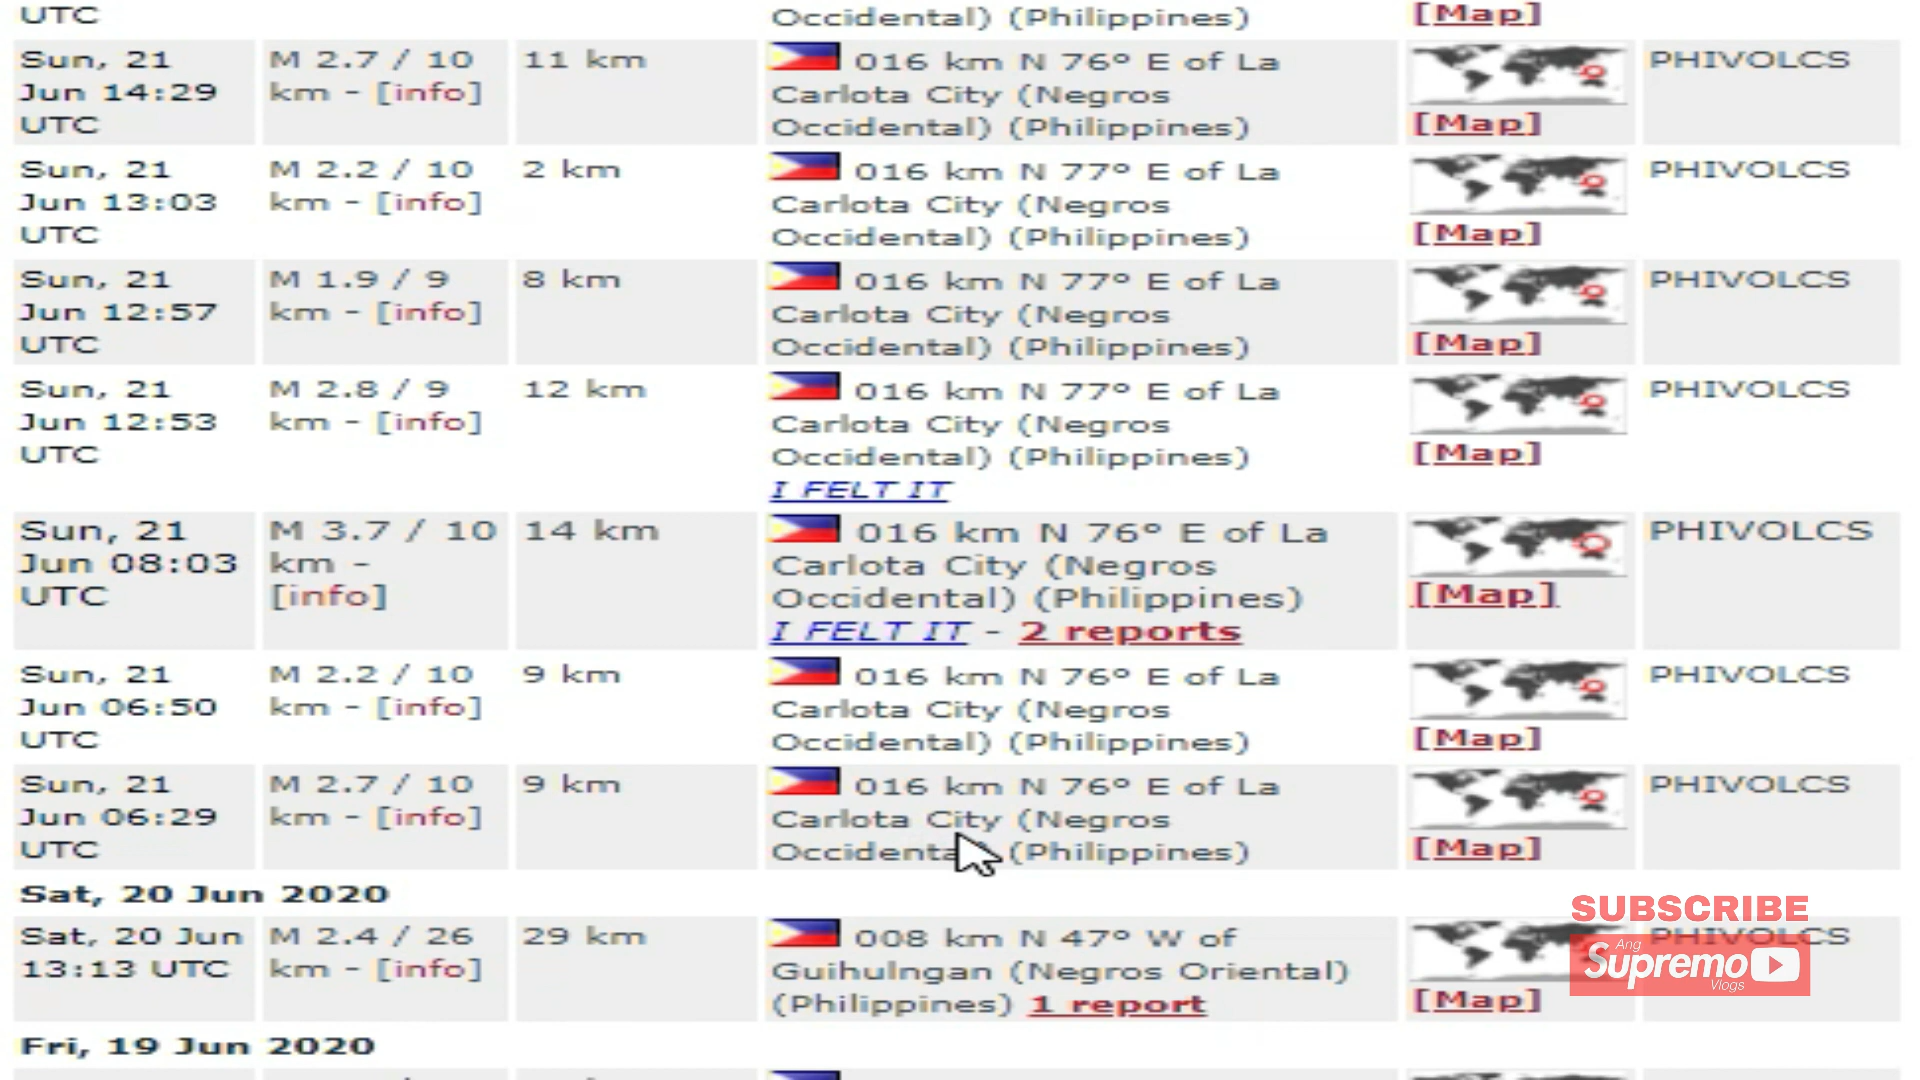 UTC Occidental) (Philippines) [Map]
Sun, 21 M 2.7 / 10 11 km 016 km N 76° E of La PHIVOLCS
Jun 14:29 km - [info] Carlota City (Negros
UTC Occidental) (Philippines) [Map]
Sun, 21 M 2.2 / 10 2 km 016 km N 77° E of La PHIVOLCS
Jun 13:03 km - [info] Carlota City (Negros
UTC Occidental) (Philippines) [Map]
Sun, 21 M 1.9 / 9 8 km 016 km N 77° E of La PHIVOLCS
Jun 12:57 km - [info] Carlota City (Negros
UTC Occidental) (Philippines) [Map]
Sun, 21 M 2.8 / 9 12 km 016 km N 77° E of La PHIVOLCS
Jun 12:53 km - [info] Carlota City (Negros
UTC Occidental) (Philippines) [Map]
I FELT IT
Sun, 21 M 3.7 / 10 14 km 016 km N 76° E of La PHIVOLCS
Jun 08:03 km - Carlota City (Negros
UTC [info] Occidental) (Philippines) [Map]
I FELT IT - 2 reports
Sun, 21 M 2.2 / 10 9 km 016 km N 76° E of La PHIVOLCS
Jun 06:50 km - [info] Carlota City (Negros
UTC Occidental) (Philippines) [Map]
Sun, 21 M 2.7 / 10 9 km 016 km N 76° E of La PHIVOLCS
Jun 06:29 km - [info] Carlota City (Negros
UTC Occidental) (Philippines) [Map]
Sat, 20 Jun 2020
SUBSCRIBE
Sat, 20 Jun M 2.4 / 26 29 km 008 km N 47° W of PHIVOLCS
13:13 UTC km - [info] Guihulngan (Negros Oriental)
(Philippines) 1 report [Map]
Ang
Supremo
Vlogs
Fri, 19 Jun 2020